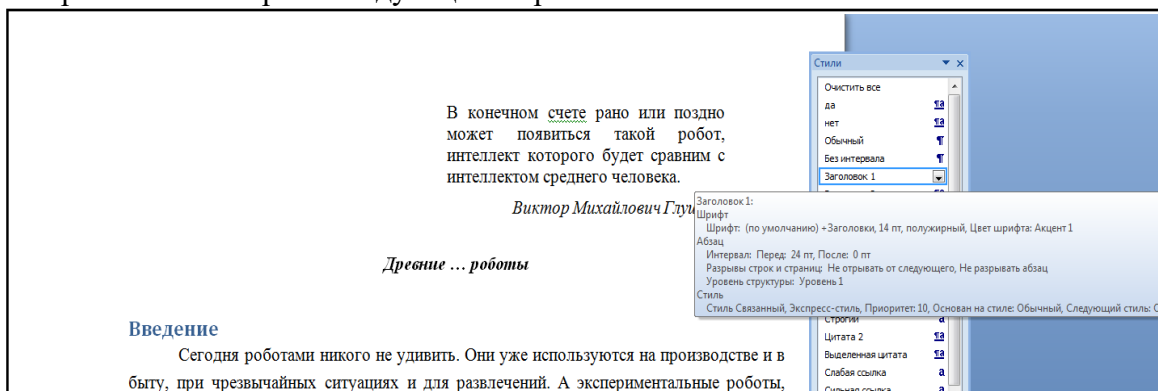 Стили
Очистить все
да
нет
Обычный
Без интервала
Заголовок 1
В конечном счете рано или поздно
может появиться такой робот,
интеллект которого будет сравним с
интеллектом среднего человека.
Виктор Михайлович
Заголовок 1:
Шрифт
Шрифт: (по умолчанию) +Заголовки, 14 пт, полужирный, Цвет шрифта: Акцент 1
Абзац
Интервал: Перед: 24 пт, После: 0 пт
Разрывы строк и страниц: Не отрывать от следующего, Не разрывать абзац
Уровень структуры: Уровень 1
Стиль
Стиль Связанный, Экспресс-стиль, Приоритет: 10, Основан на стиле: Обычный, Следующий стиль:
Древние … роботы
Строгий
Цитата 2
Выделенная цитата
Слабая ссылка
Сильная ссылка
Введение
Сегодня роботами никого не удивить. Они уже используются на производстве и в
быту, при чрезвычайных ситуациях и для развлечений. А экспериментальные роботы,